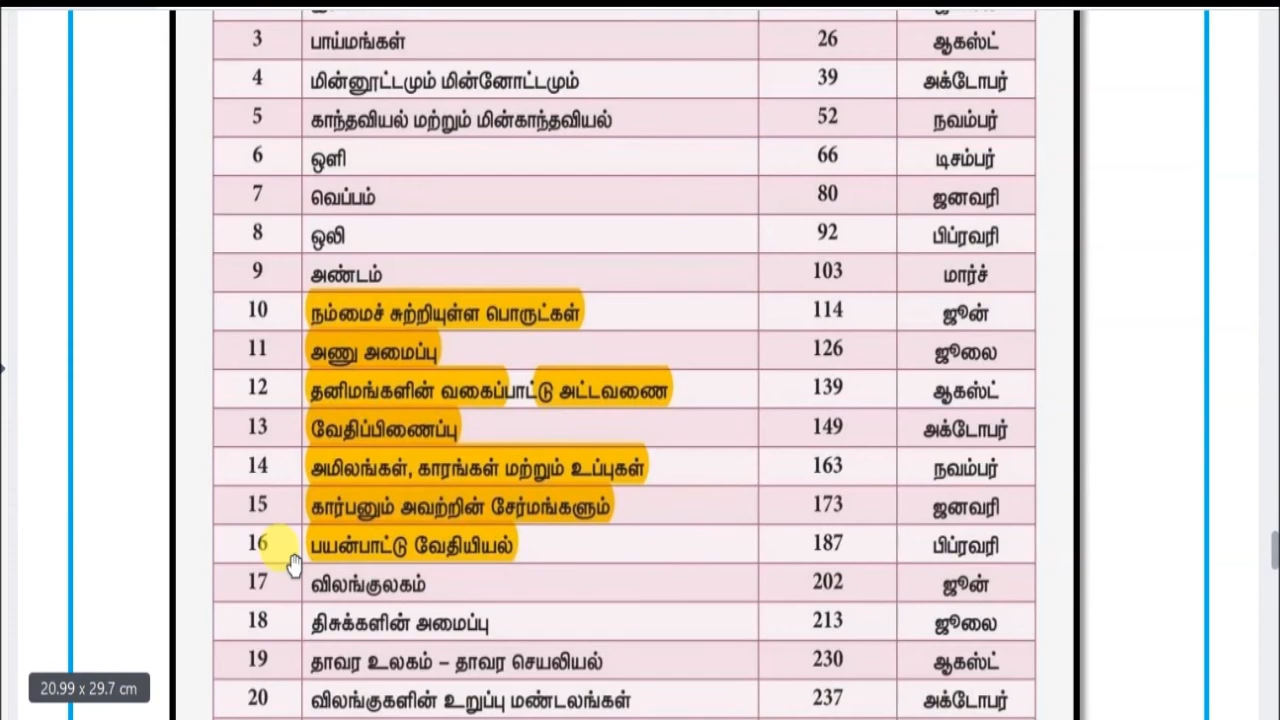 3 பாய்மங்கள் 26 ஆகஸ்ட்
4 மின்னூட்டமும் மின்னோட்டமும் 39 அக்டோபர்
5 காந்தவியல் மற்றும் மின்காந்தவியல் 52 நவம்பர்
6 ஒளி 66 டிசம்பர்
7 வெப்பம் 80 ஜனவரி
8 ஒலி 92 பிப்ரவரி
9 அண்டம் 103 மார்ச்
10 நம்மைச் சுற்றியுள்ள பொருட்கள் 114 ஜூன்
11 அணு அமைப்பு 126 ஜூலை
12 தனிமங்களின் வகைப்பாட்டு அட்டவணை 139 ஆகஸ்ட்
13 வேதிப்பிணைப்பு 149 அக்டோபர்
14 அமிலங்கள், காரங்கள் மற்றும் உப்புகள் 163 நவம்பர்
15 கார்பனும் அவற்றின் சேர்மங்களும் 173 ஜனவரி
16 பயன்பாட்டு வேதியியல் 187 பிப்ரவரி
17 விலங்குலகம் 202 ஜூன்
18 திசுக்களின் அமைப்பு 213 ஜூலை
19 தாவர உலகம் – தாவர செயலியல் 230 ஆகஸ்ட்
20 விலங்குகளின் உறுப்பு மண்டலங்கள் 237 அக்டோபர்
20.99 x 29.7 cm